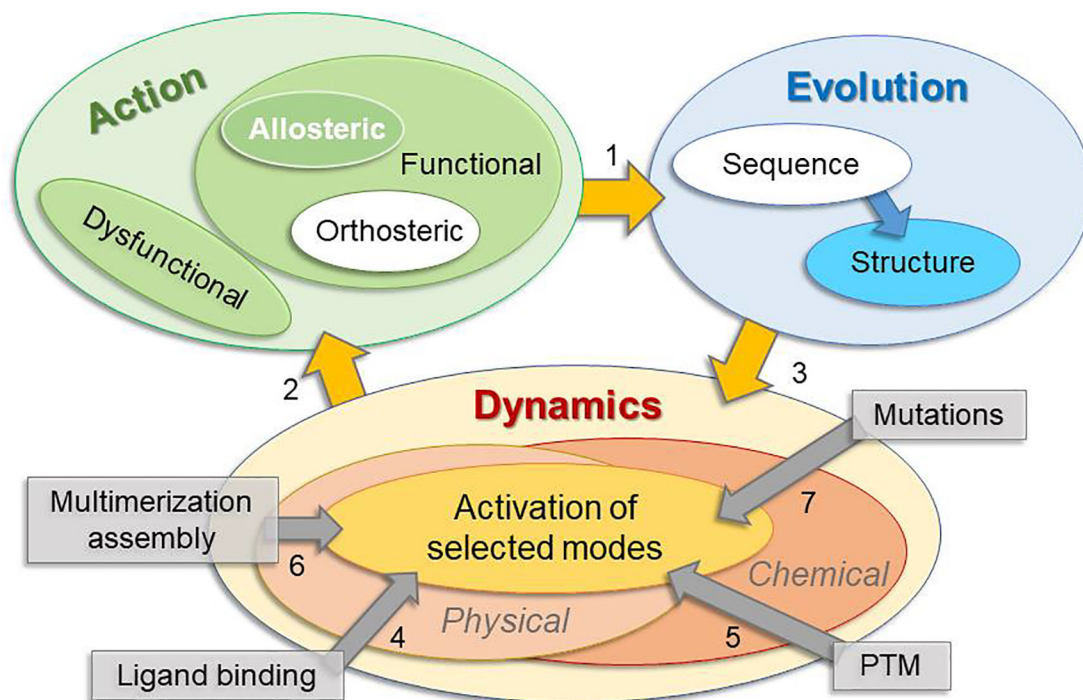 Action
Allosteric
Functional
Orthosteric
Dysfunctional
1
Evolution
Sequence
Structure
2
3
Dynamics
Mutations
Multimerization
assembly
Activation of
selected modes
7
6
Chemical
Physical
4
5
Ligand binding
PTM